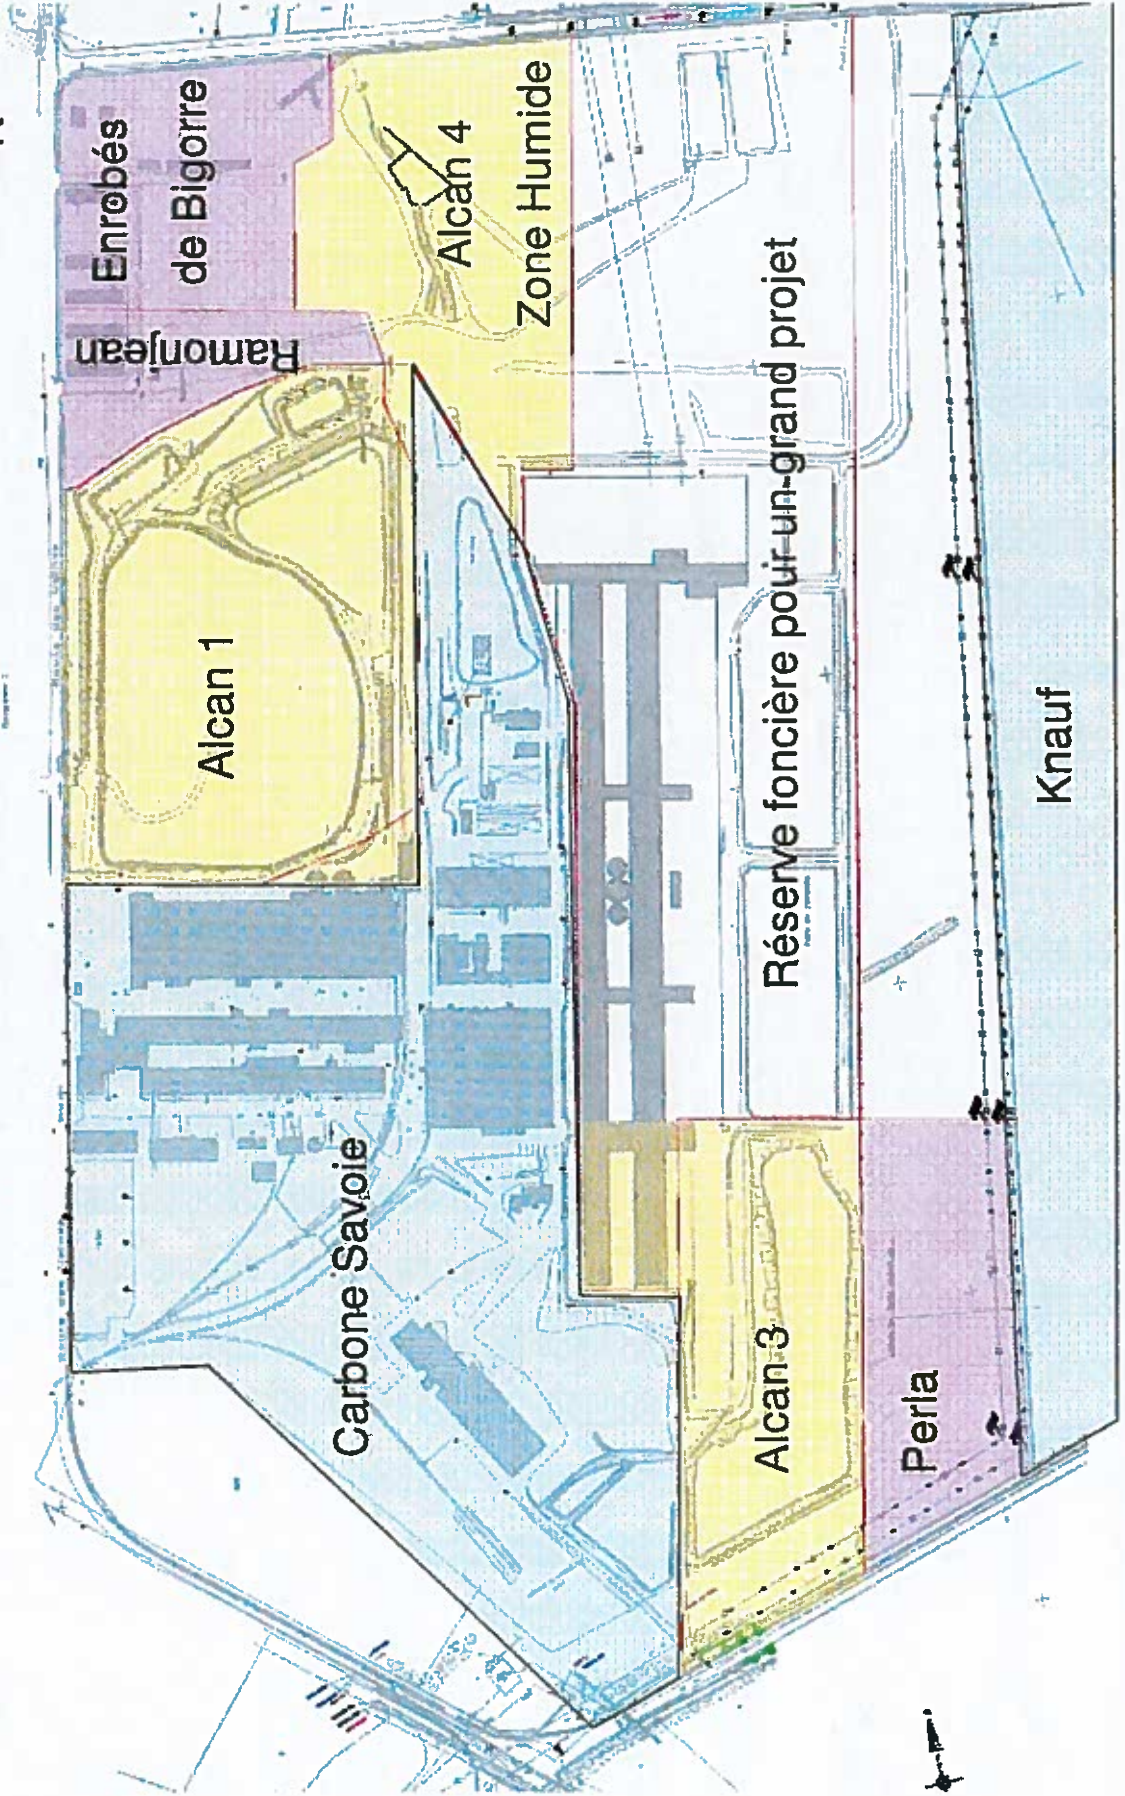 Enrobés
de Bigorre
Ramonjean
Alcan 4
Zone Humide
Alcan 1
Réserve foncière pour un grand projet
Carbone Savoie
Knauf
Alcan 3
Perla